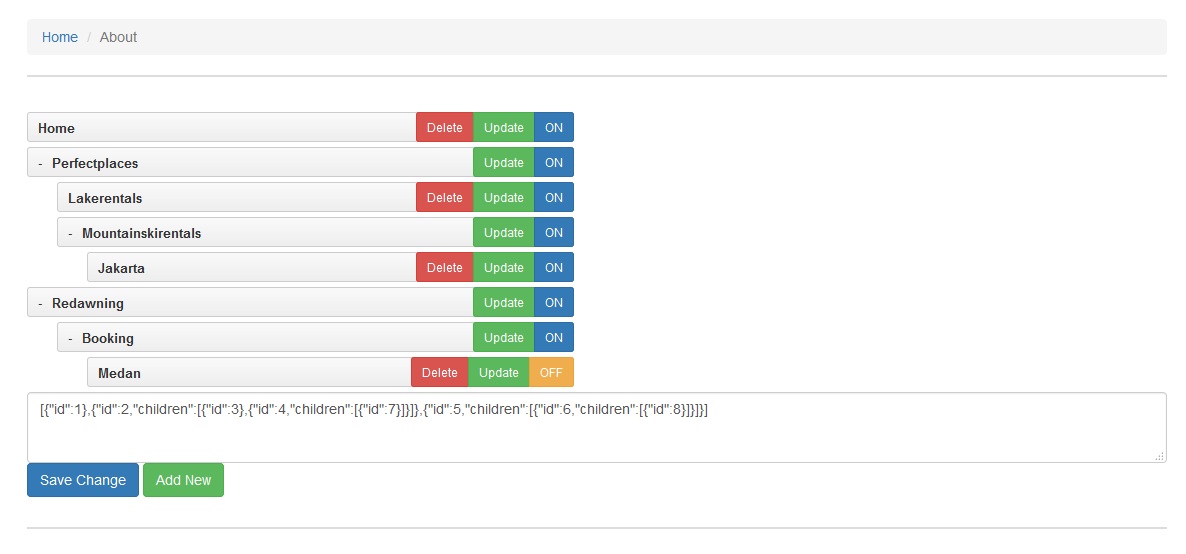 Home / About
Home Delete Update ON
- Perfectplaces Update ON
Lakerentals Delete Update ON
- Mountainskirentals Update ON
Jakarta Delete Update ON
- Redawning Update ON
- Booking Update ON
Medan Delete Update OFF
[{"id":1},{"id":2,"children":[{"id":3},{"id":4,"children":[{"id":7}]}]},{"id":5,"children":[{"id":6,"children":[{"id":8}]}]}]
Save Change Add New